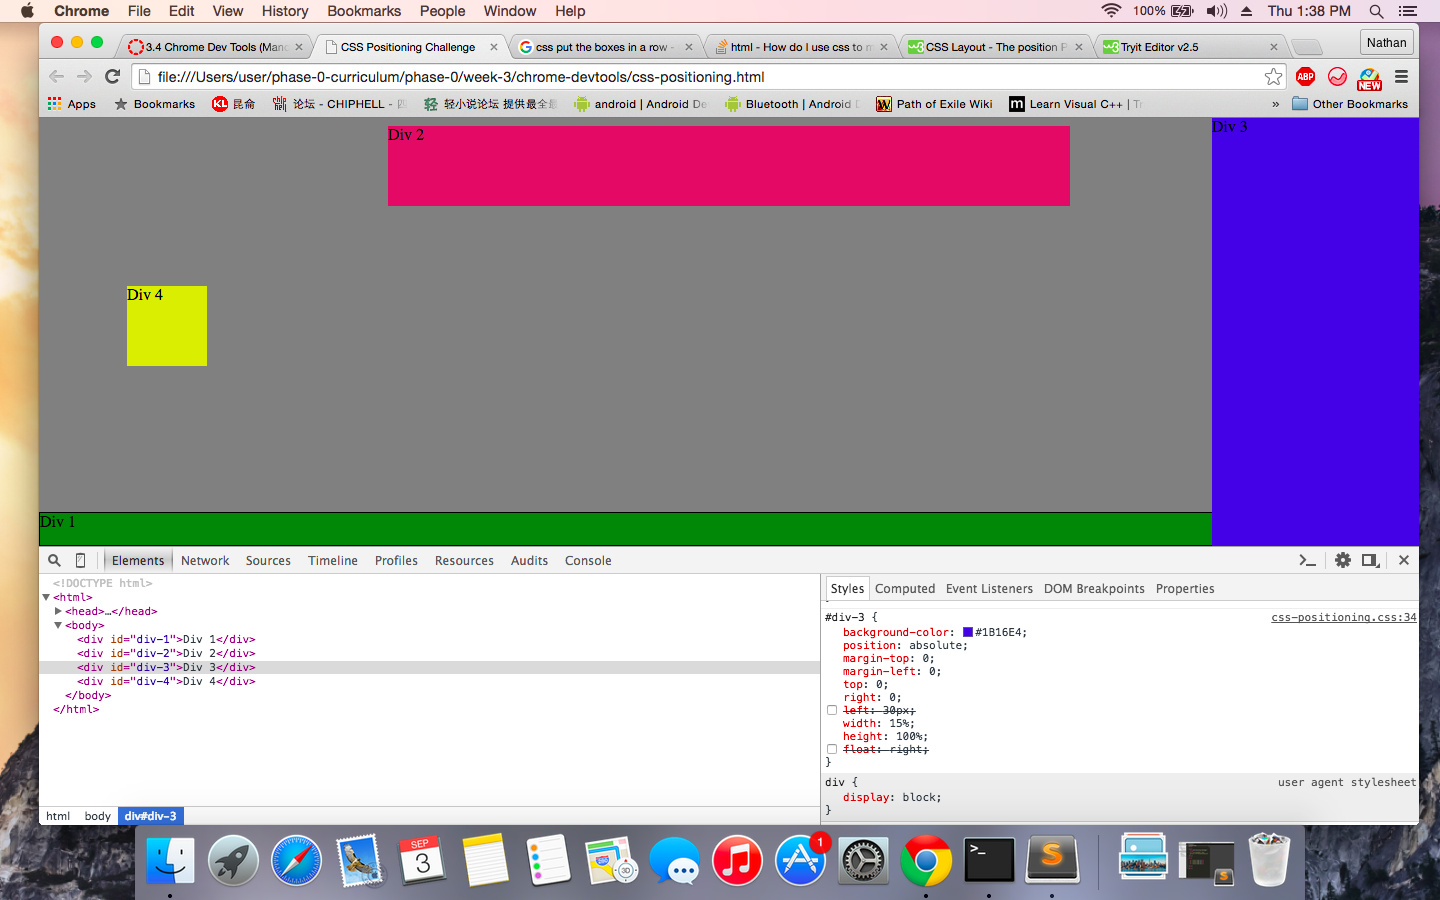 Chrome File Edit View History Bookmarks People Window Help 100% Thu 1:38 PM
3.4 Chrome Dev Tools (Man
CSS Positioning Challenge
css put the boxes in a row -
html - How do I use css to m
CSS Layout - The position P
Tryit Editor v2.5
Nathan
file:///Users/user/phase-0-curriculum/phase-0/week-3/chrome-devtools/css-positioning.html
ABP
NEW
Apps Bookmarks KL 昆侖 论坛 - CHIPHELL - 轻小说论坛 提供最全最 android | Android De Bluetooth | Android D W Path of Exile Wiki m Learn Visual C++ | T » Other Bookmarks
Div 2
Div 3
Div 4
Div 1
Elements Network Sources Timeline Profiles Resources Audits Console
<!DOCTYPE html>
<html>
<head>…</head>
<body>
<div id="div-1">Div 1</div>
<div id="div-2">Div 2</div>
<div id="div-3">Div 3</div>
<div id="div-4">Div 4</div>
</body>
</html>
html body div#div-3
Styles Computed Event Listeners DOM Breakpoints Properties
#div-3 { css-positioning.css:34
background-color: #1B16E4;
position: absolute;
margin-top: 0;
margin-left: 0;
top: 0;
right: 0;
left: 30px;
width: 15%;
height: 100%;
float: right;
}
div { user agent stylesheet
display: block;
}
SEP
3
3D
1
>_
S
S